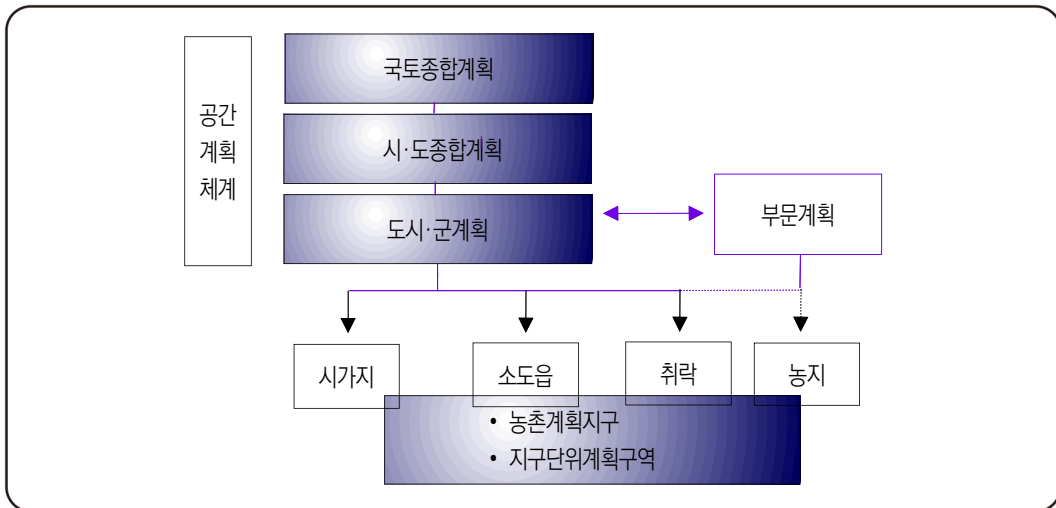 공간
계획
체계
국토종합계획
시·도종합계획
도시·군계획
부문계획
시가지
소도읍
취락
농지
• 농촌계획지구
• 지구단위계획구역